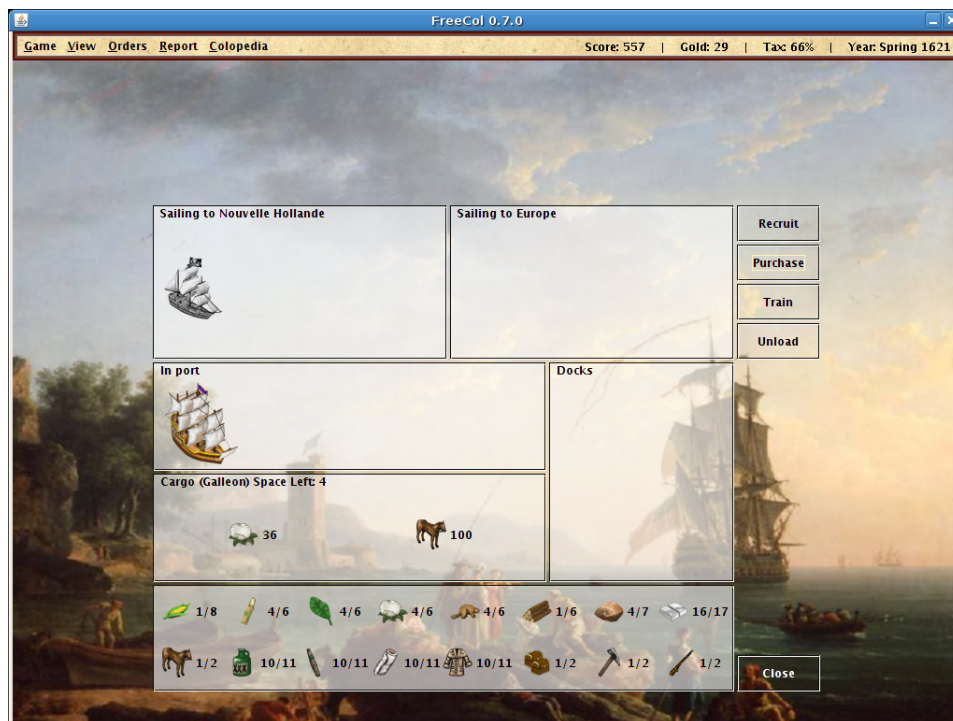 FreeCol 0.7.0
Game View Orders Report Colopedia Score: 557 | Gold: 29 | Tax: 66% | Year: Spring 1621
Sailing to Nouvelle Hollande
Sailing to Europe
Recruit
Purchase
Train
Unload
In port
Docks
Cargo (Galleon) Space Left: 4
36 100
1/8 4/6 4/6 4/6 4/6 1/6 4/7 16/17
1/2 10/11 10/11 10/11 10/11 1/2 1/2 1/2
Close